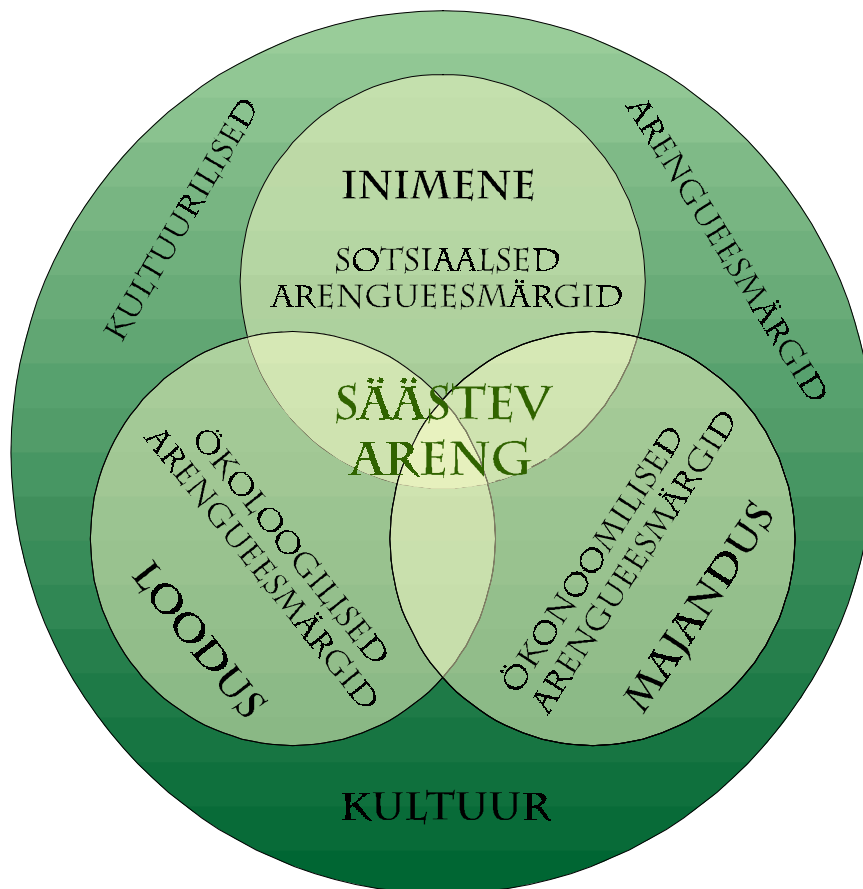 KULTUURILISED
ARENGUEESMÄRGID
INIMENE
SOTSIAALSED
ARENGUEESMÄRGID
SÄÄSTEV
ARENG
ÖKOLOOGILISED
ARENGUEESMÄRGID
LOODUS
ÖKONOOMILISED
ARENGUEESMÄRGID
MAJANDUS
KULTUUR